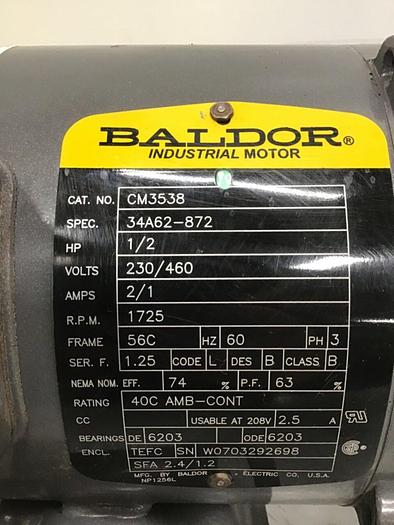 BALDOR®
INDUSTRIAL MOTOR
CAT. NO. CM3538
SPEC. 34A62-872
HP 1/2
VOLTS 230/460
AMPS 2/1
R.P.M. 1725
FRAME 56C HZ 60 PH 3
SER. F. 1.25 CODE L DES B CLASS B
NEMA NOM. EFF. 74 % P.F. 63 %
RATING 40C AMB-CONT
CC USABLE AT 208V 2.5 A
BEARINGS DE 6203 ODE 6203
ENCL. TEFC SN W0703292698
SFA 2.4/1.2
MFG. BY BALDOR ELECTRIC CO, U.S.A.
NP1256L